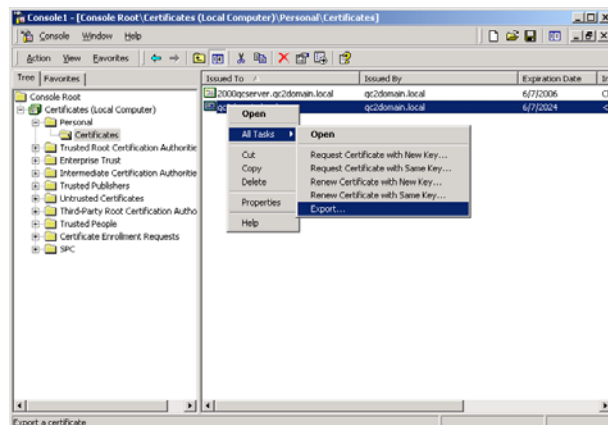 Console1 - [Console Root\Certificates (Local Computer)\Personal\Certificates]
Console Window Help
Action View Favorites
Tree Favorites
Issued To Issued By Expiration Date
Console Root
Certificates (Local Computer)
Personal
Certificates
Trusted Root Certification Authoritie
Enterprise Trust
Intermediate Certification Authoritie
Trusted Publishers
Untrusted Certificates
Third-Party Root Certification Autho
Trusted People
Certificate Enrollment Requests
SPC
2000qcserver.qc2domain.local qc2domain.local 6/7/2006
qc2domain.local 6/7/2024
Open
All Tasks
Cut
Copy
Delete
Properties
Help
Open
Request Certificate with New Key...
Request Certificate with Same Key...
Renew Certificate with New Key...
Renew Certificate with Same Key...
Export...
Export a certificate